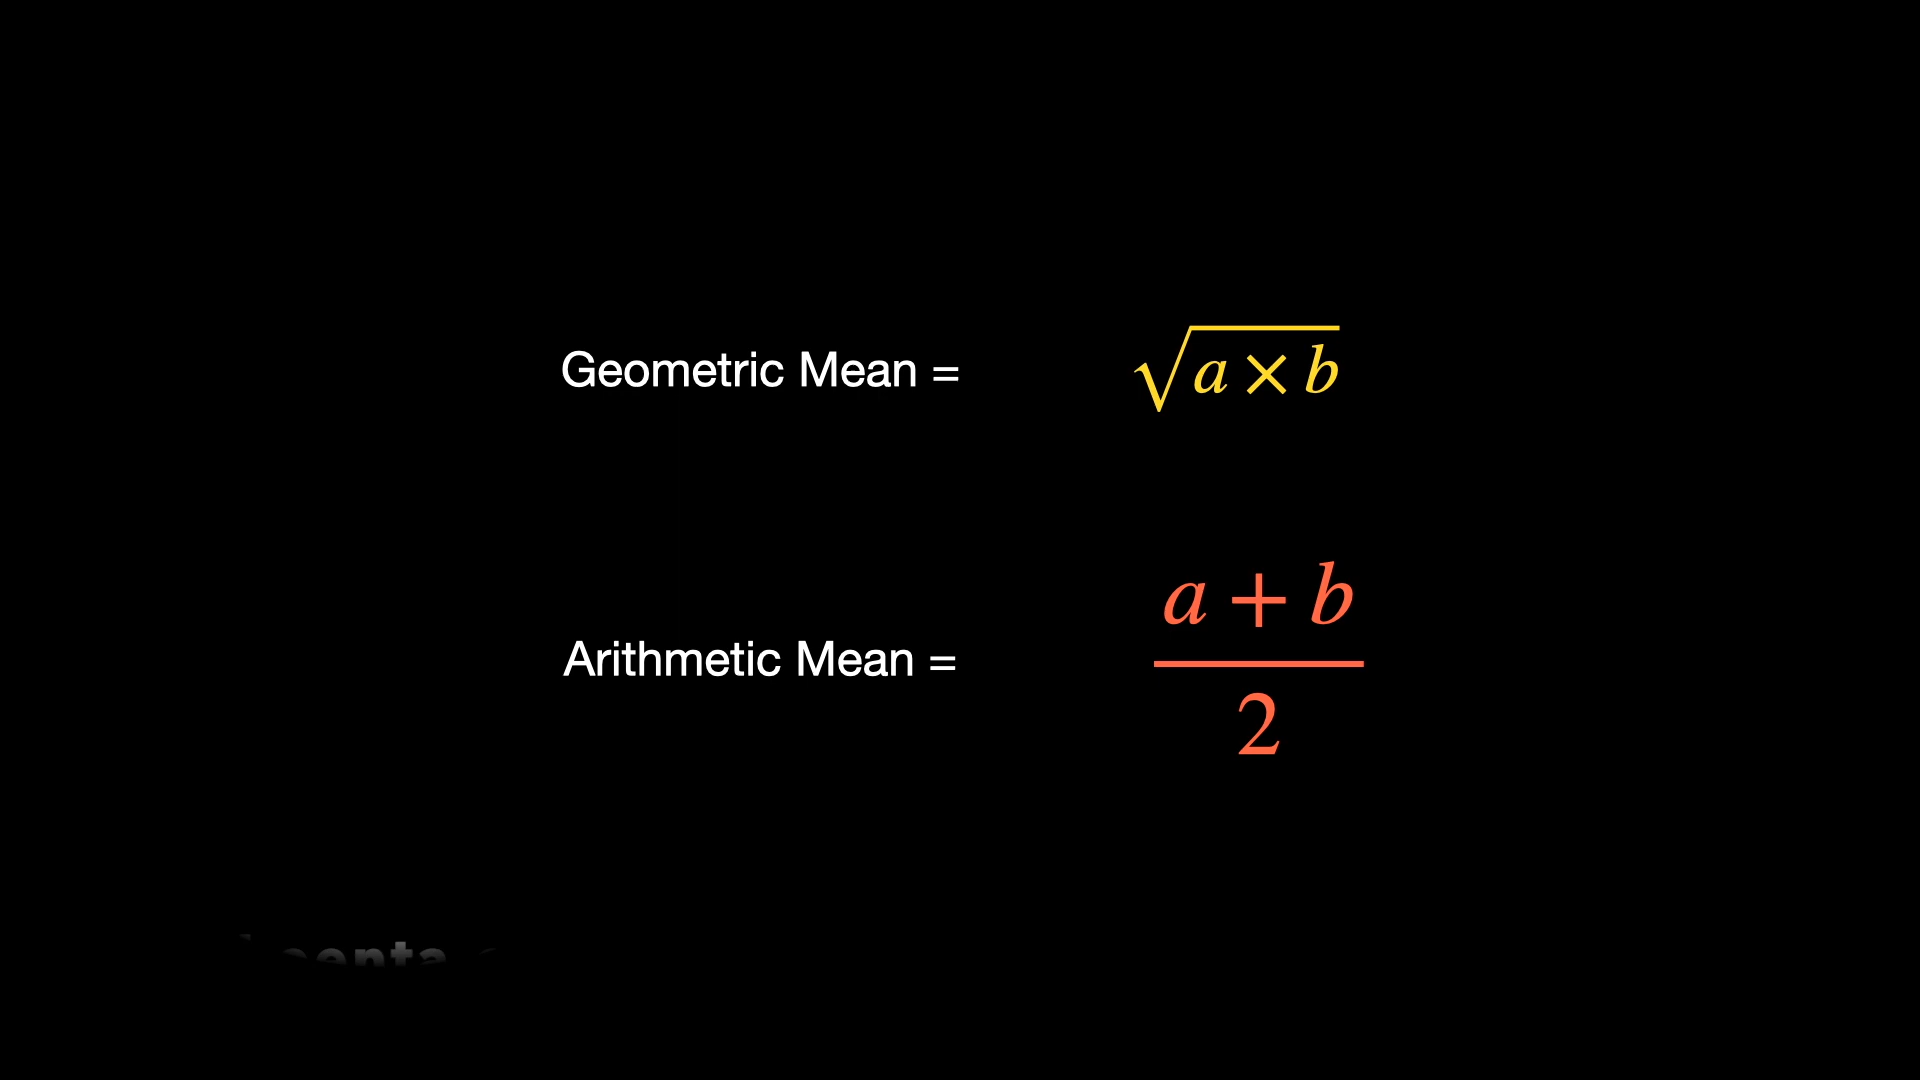 Geometric Mean = √a × b
Arithmetic Mean = a + b
2